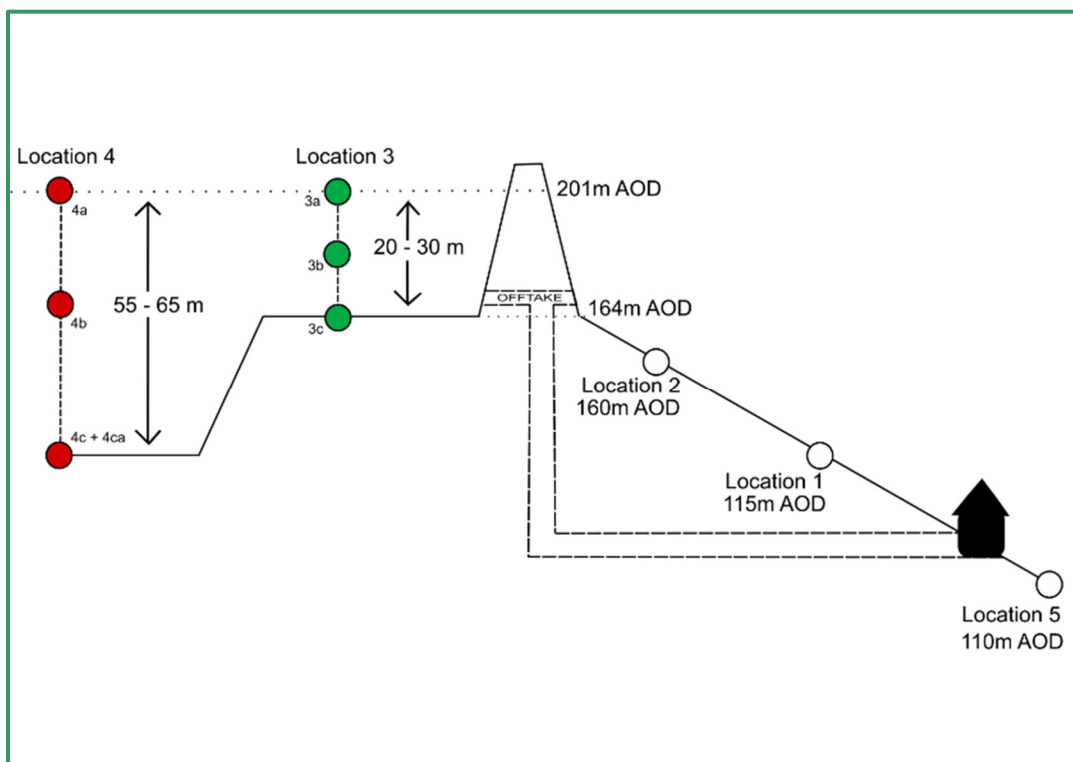 Location 4
Location 3
4a
3a
201m AOD
20 - 30 m
3b
55 - 65 m
4b
OFFTAKE
164m AOD
3c
Location 2
160m AOD
4c + 4ca
Location 1
115m AOD
Location 5
110m AOD